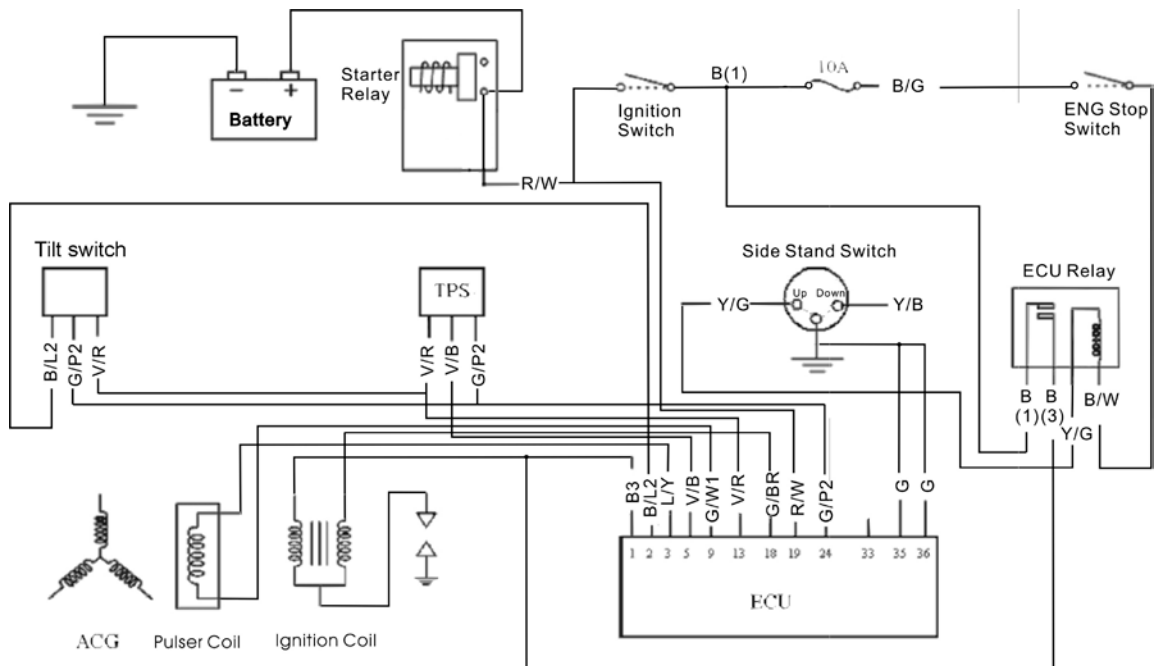 Starter
Relay
− +
Battery
R/W
Ignition
Switch
B(1)
10A
B/G
ENG Stop
Switch
Tilt switch
B/L2
G/P2
V/R
TPS
V/R
V/B
G/P2
Side Stand Switch
Up Down
Y/G
Y/B
ECU Relay
B
(1)
B
(3)
Y/G
B/W
B3
B/L2
L/Y
V/B
G/W1
V/R
G/BR
R/W
G/P2
G
G
1 2 3 5 9 13 18 19 24 33 35 36
ECU
ACG
Pulser Coil
Ignition Coil